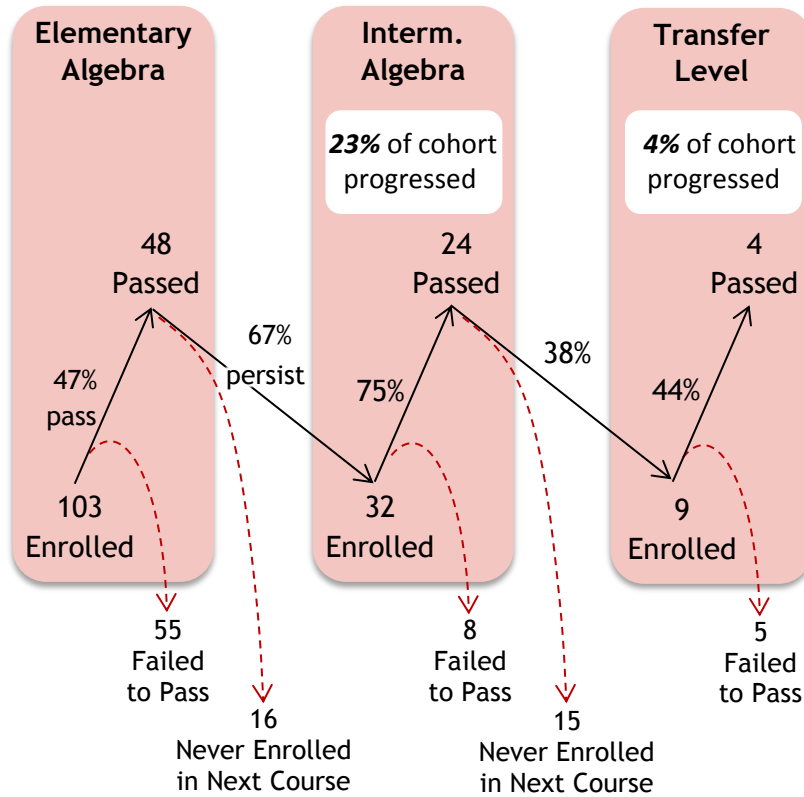 Elementary
Algebra
48
Passed
47%
pass
103
Enrolled
55
Failed
to Pass
67%
persist
16
Never Enrolled
in Next Course
Interm.
Algebra
23% of cohort
progressed
24
Passed
75%
32
Enrolled
8
Failed
to Pass
38%
15
Never Enrolled
in Next Course
Transfer
Level
4% of cohort
progressed
4
Passed
44%
9
Enrolled
5
Failed
to Pass